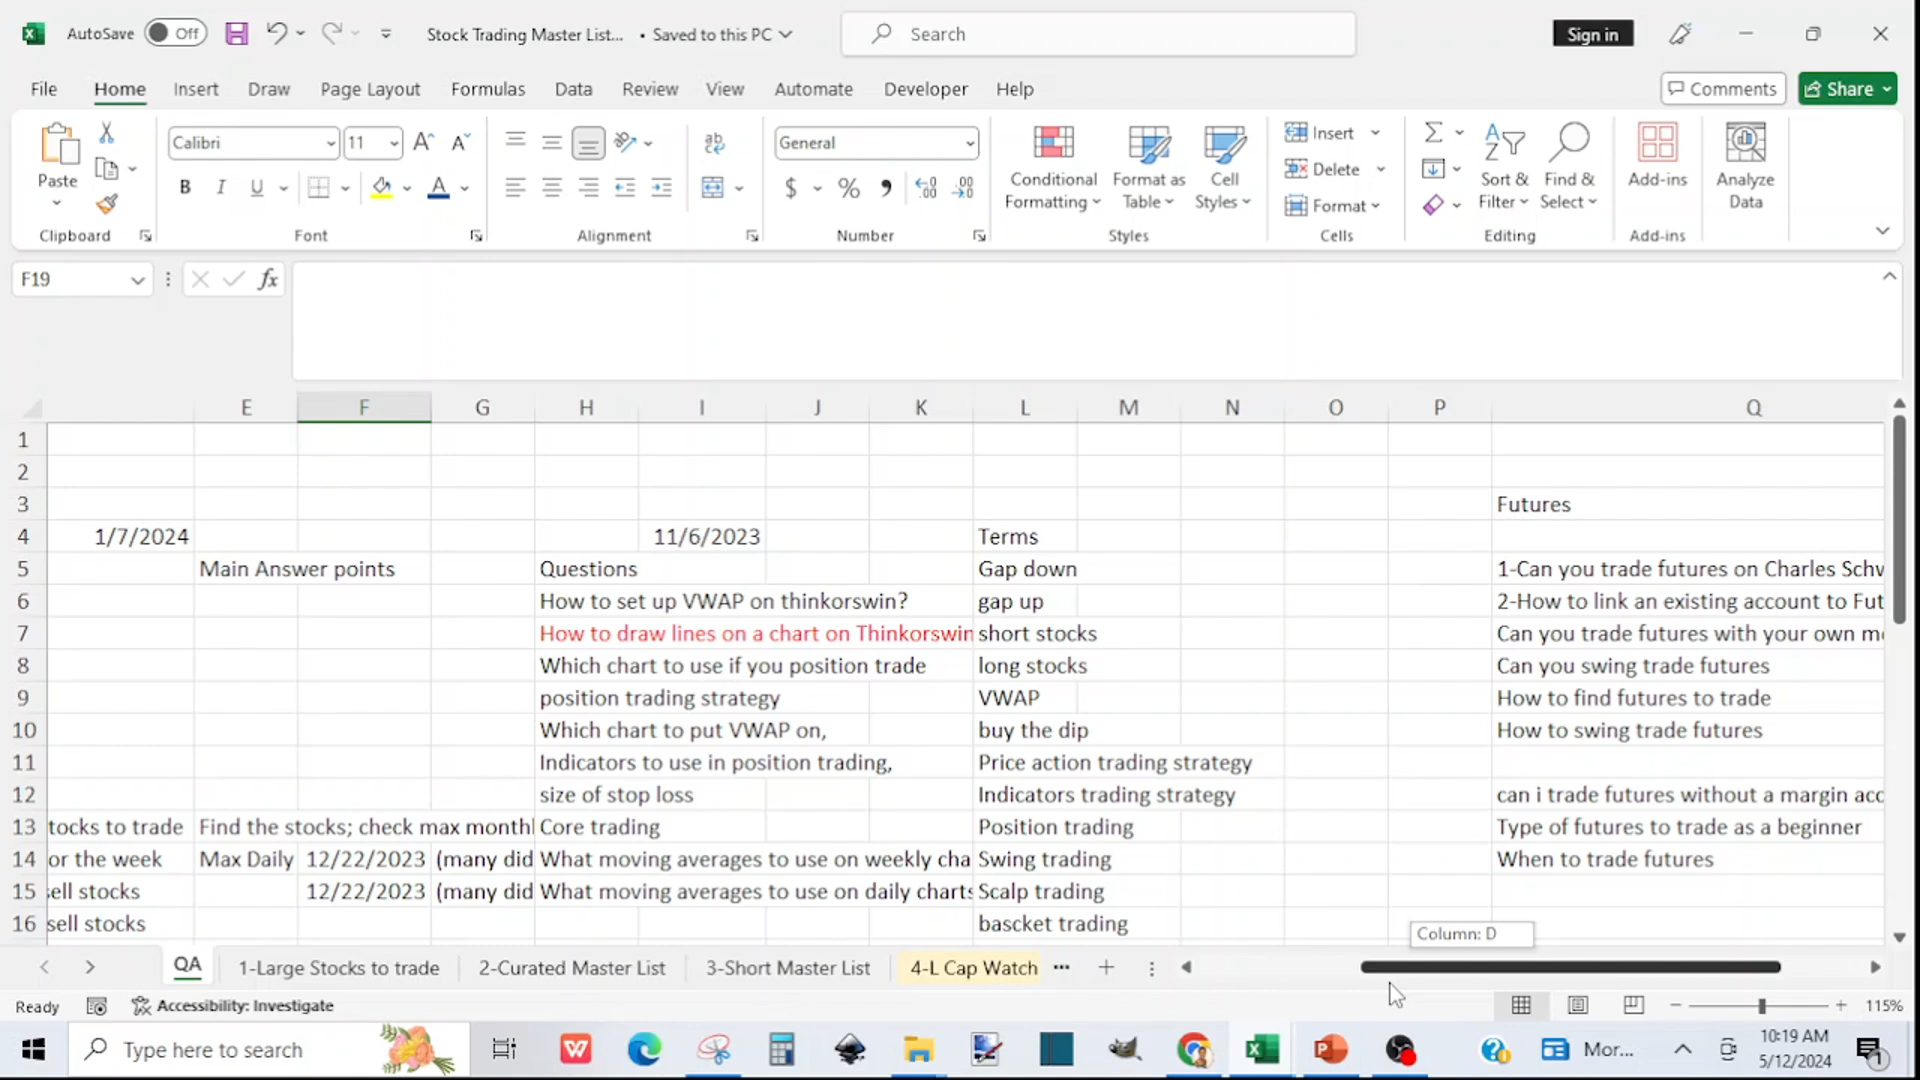 AutoSave Off Stock Trading Master List... • Saved to this PC Search Sign in
File Home Insert Draw Page Layout Formulas Data Review View Automate Developer Help Comments Share
Paste Calibri 11 General Conditional Formatting Format as Table Cell Styles Insert Delete Format Sort & Filter Find & Select Add-ins Analyze Data
Clipboard Font Alignment Number Styles Cells Editing Add-ins
F19 fx
E F G H I J K L M N O P Q
1
2
3 Futures
4 1/7/2024 11/6/2023 Terms
5 Main Answer points Questions Gap down 1-Can you trade futures on Charles Schw
6 How to set up VWAP on thinkorswin? gap up 2-How to link an existing account to Fut
7 How to draw lines on a chart on Thinkorswin short stocks Can you trade futures with your own m
8 Which chart to use if you position trade long stocks Can you swing trade futures
9 position trading strategy VWAP How to find futures to trade
10 Which chart to put VWAP on, buy the dip How to swing trade futures
11 Indicators to use in position trading, Price action trading strategy
12 size of stop loss Indicators trading strategy can i trade futures without a margin acc
13 tocks to trade Find the stocks; check max monthl Core trading Position trading Type of futures to trade as a beginner
14 or the week Max Daily 12/22/2023 (many did What moving averages to use on weekly cha Swing trading When to trade futures
15 ell stocks 12/22/2023 (many did What moving averages to use on daily charts Scalp trading
16 sell stocks bascket trading
Column: D
QA 1-Large Stocks to trade 2-Curated Master List 3-Short Master List 4-L Cap Watch ...
Ready Accessibility: Investigate 115%
Type here to search Mor... 10:19 AM
5/12/2024 1